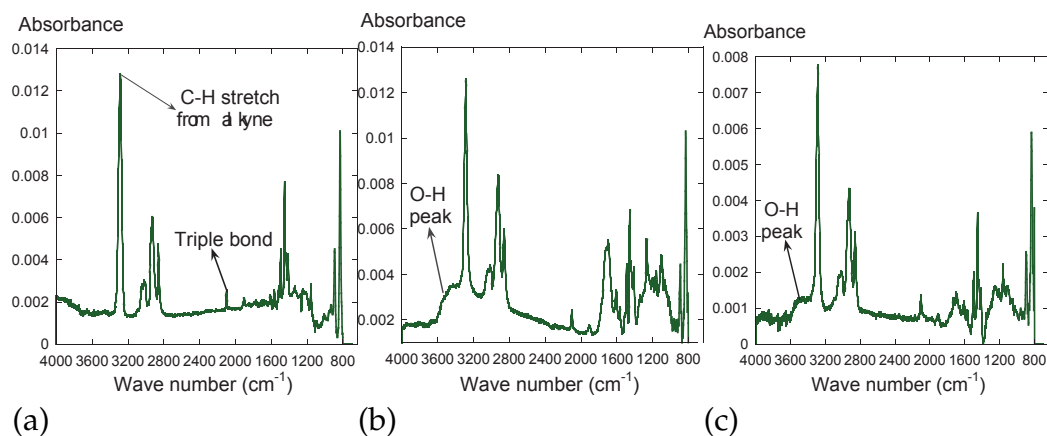 Absorbance
0.014
0.012
0.01
0.008
0.006
0.004
0.002
0
C-H stretch
from alkyne
Triple bond
4000 3600 2800 2400 2000 1600 1200 800
Wave number (cm-1)
(a)
Absorbance
0.014
0.012
0.01
0.008
0.006
0.004
0.002
O-H
peak
4000 3600 2800 2400 1900 1600 1200 800
Wave number (cm-1)
(b)
Absorbance
0.008
0.007
0.006
0.005
0.004
0.003
0.002
0.001
0
O-H
peak
4000 3600 3200 2800 2400 2000 1600 1200 800
Wave number (cm-1)
(c)